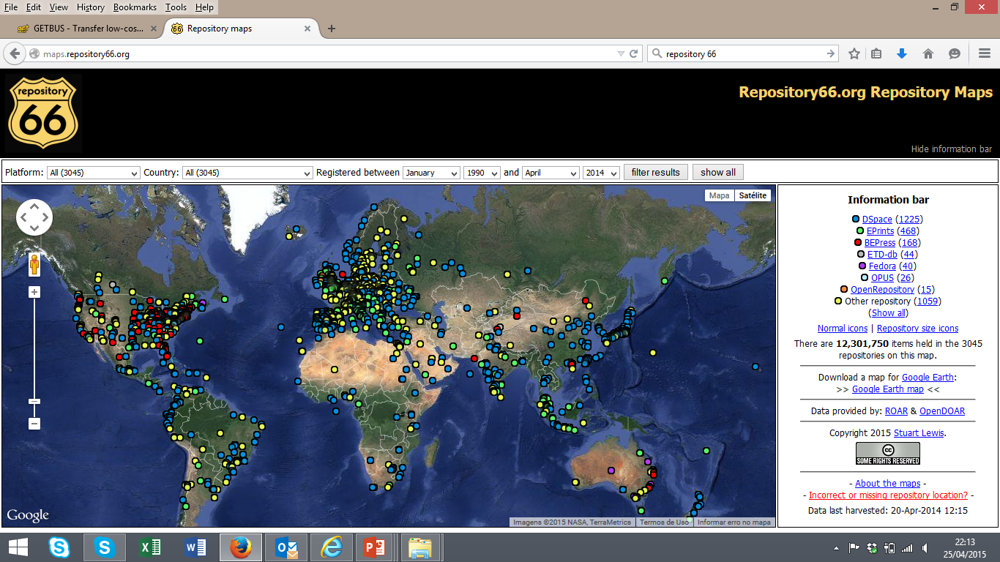 File Edit View History Bookmarks Tools Help
GETBUS - Transfer low-cos...
Repository maps
maps.repository66.org
repository 66
repository
66
Repository66.org Repository Maps
Hide information bar
Platform: All (3045) Country: All (3045) Registered between January 1990 and April 2014 filter results show all
Mapa Satélite
Google
Imagens ©2015 NASA, TerraMetrics Termos de Uso Informar erro no mapa
Information bar
DSpace (1225)
EPrints (468)
BEPress (168)
ETD-db (44)
Fedora (40)
OPUS (26)
OpenRepository (15)
Other repository (1059)
(Show all)
Normal icons | Repository size icons
There are 12,301,750 items held in the 3045
repositories on this map.
Download a map for Google Earth:
>> Google Earth map <<
Data provided by: ROAR & OpenDOAR
Copyright 2015 Stuart Lewis.
cc
SOME RIGHTS RESERVED
- About the maps -
- Incorrect or missing repository location? -
Data last harvested: 20-Apr-2014 12:15
22:13
25/04/2015